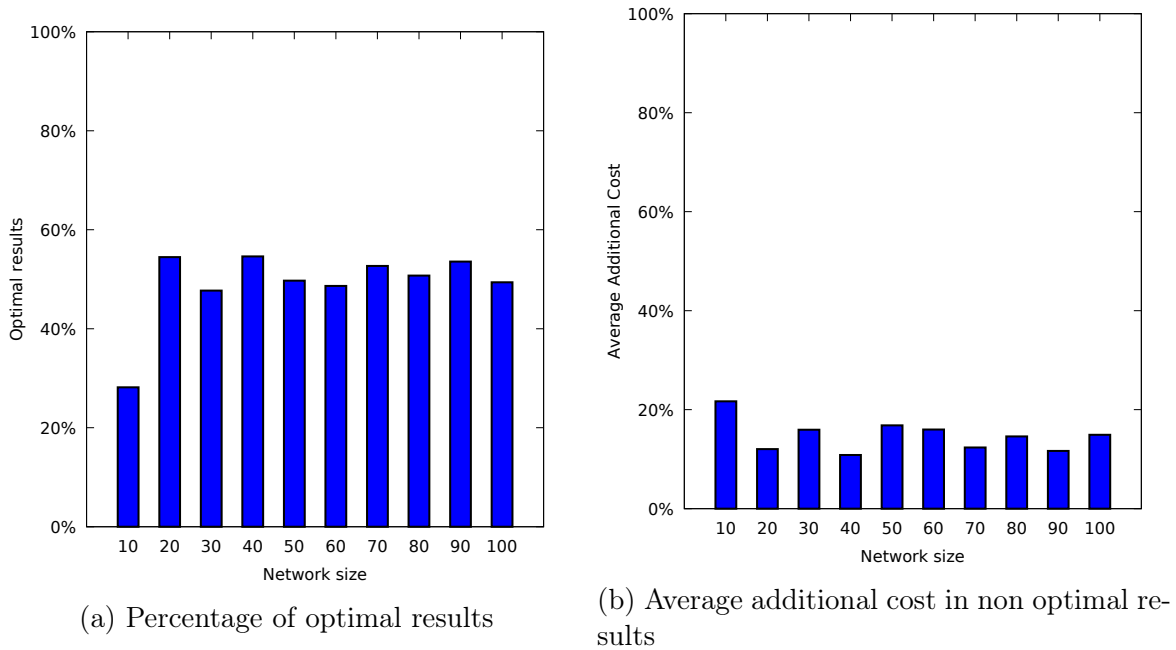 100%
80%
60%
40%
20%
0%
Optimal results
10 20 30 40 50 60 70 80 90 100
Network size
(a) Percentage of optimal results
100%
80%
60%
40%
20%
0%
Average Additional Cost
10 20 30 40 50 60 70 80 90 100
Network size
(b) Average additional cost in non optimal re-
sults